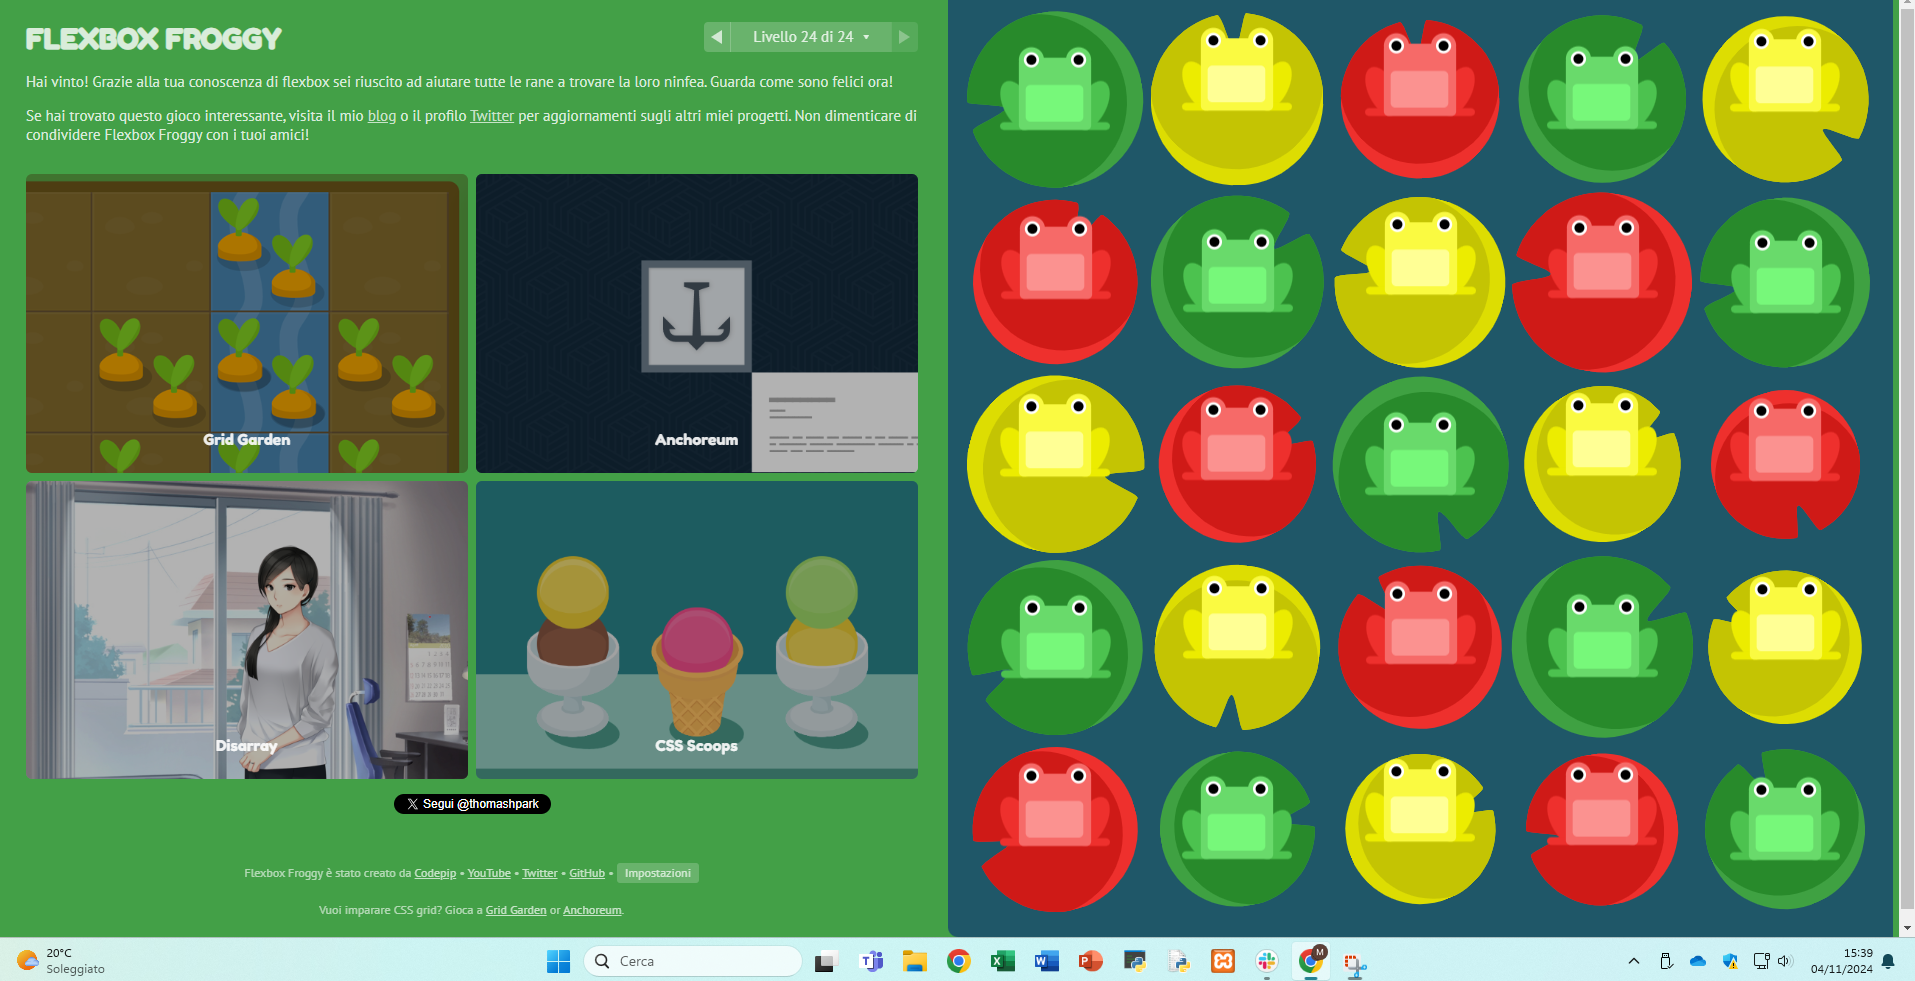 FLEXBOX FROGGY
Livello 24 di 24
Hai vinto! Grazie alla tua conoscenza di flexbox sei riuscito ad aiutare tutte le rane a trovare la loro ninfea. Guarda come sono felici ora!
Se hai trovato questo gioco interessante, visita il mio blog o il profilo Twitter per aggiornamenti sugli altri miei progetti. Non dimenticare di
condividere Flexbox Froggy con i tuoi amici!
Grid Garden
Anchoreum
Disarray
CSS Scoops
X Segui @thomashpark
Flexbox Froggy è stato creato da Codepip • YouTube • Twitter • GitHub • Impostazioni
Vuoi imparare CSS grid? Gioca a Grid Garden or Anchoreum.
20°C
Soleggiato
Cerca
M
15:39
04/11/2024